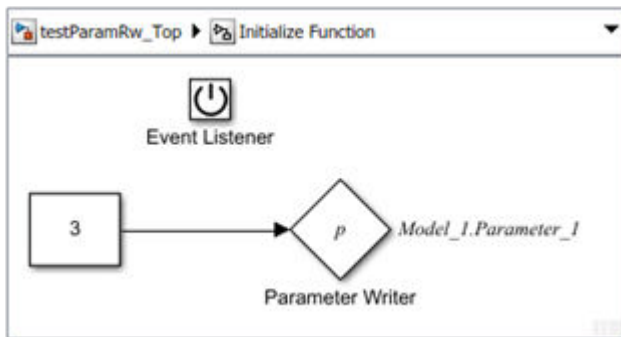 testParamRw_Top Initialize Function
Event Listener
3
p
Model_1.Parameter_1
Parameter Writer